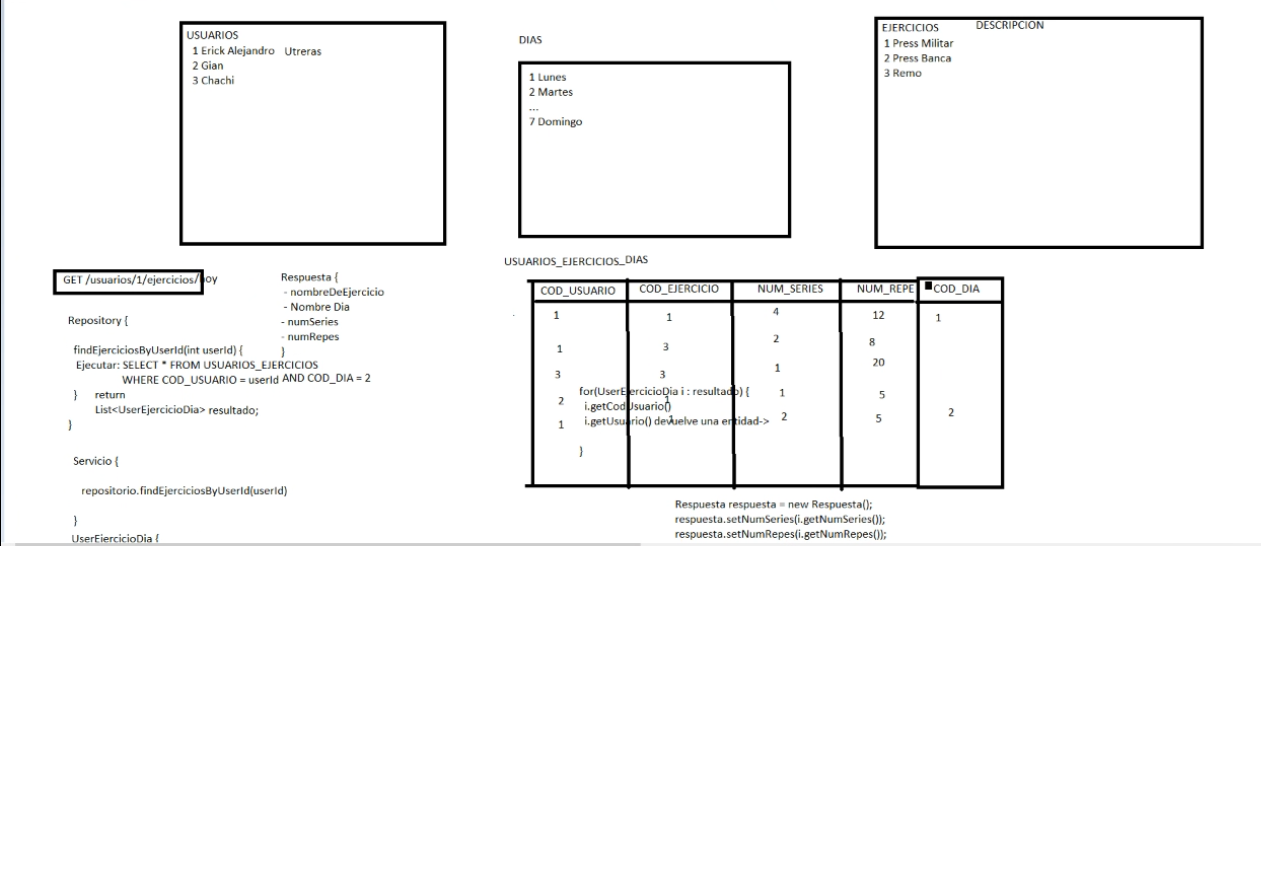 USUARIOS
1 Erick Alejandro Utreras
2 Gian
3 Chachi
DIAS
1 Lunes
2 Martes
...
7 Domingo
EJERCICIOS DESCRIPCION
1 Press Militar
2 Press Banca
3 Remo
GET /usuarios/1/ejercicios/hoy
Respuesta {
- nombreDeEjercicio
- Nombre Dia
- numSeries
- numRepes
}
Repository {
findEjerciciosByUserId(int userId) {
Ejecutar: SELECT * FROM USUARIOS_EJERCICIOS
WHERE COD_USUARIO = userId AND COD_DIA = 2
} return
List<UserEjercicioDia> resultado;
}
Servicio {
repositorio.findEjerciciosByUserId(userId)
}
UserEjercicioDia {
USUARIOS_EJERCICIOS_DIAS
COD_USUARIO COD_EJERCICIO NUM_SERIES NUM_REPE COD_DIA
1 1 4 12 1
1 3 2 8
3 3 1 20
2 1 1 5
1 1 2 5 2
for(UserEjercicioDia i : resultado) {
i.getCodUsuario()
i.getUsuario() devuelve una entidad->
}
Respuesta respuesta = new Respuesta();
respuesta.setNumSeries(i.getNumSeries());
respuesta.setNumRepes(i.getNumRepes());